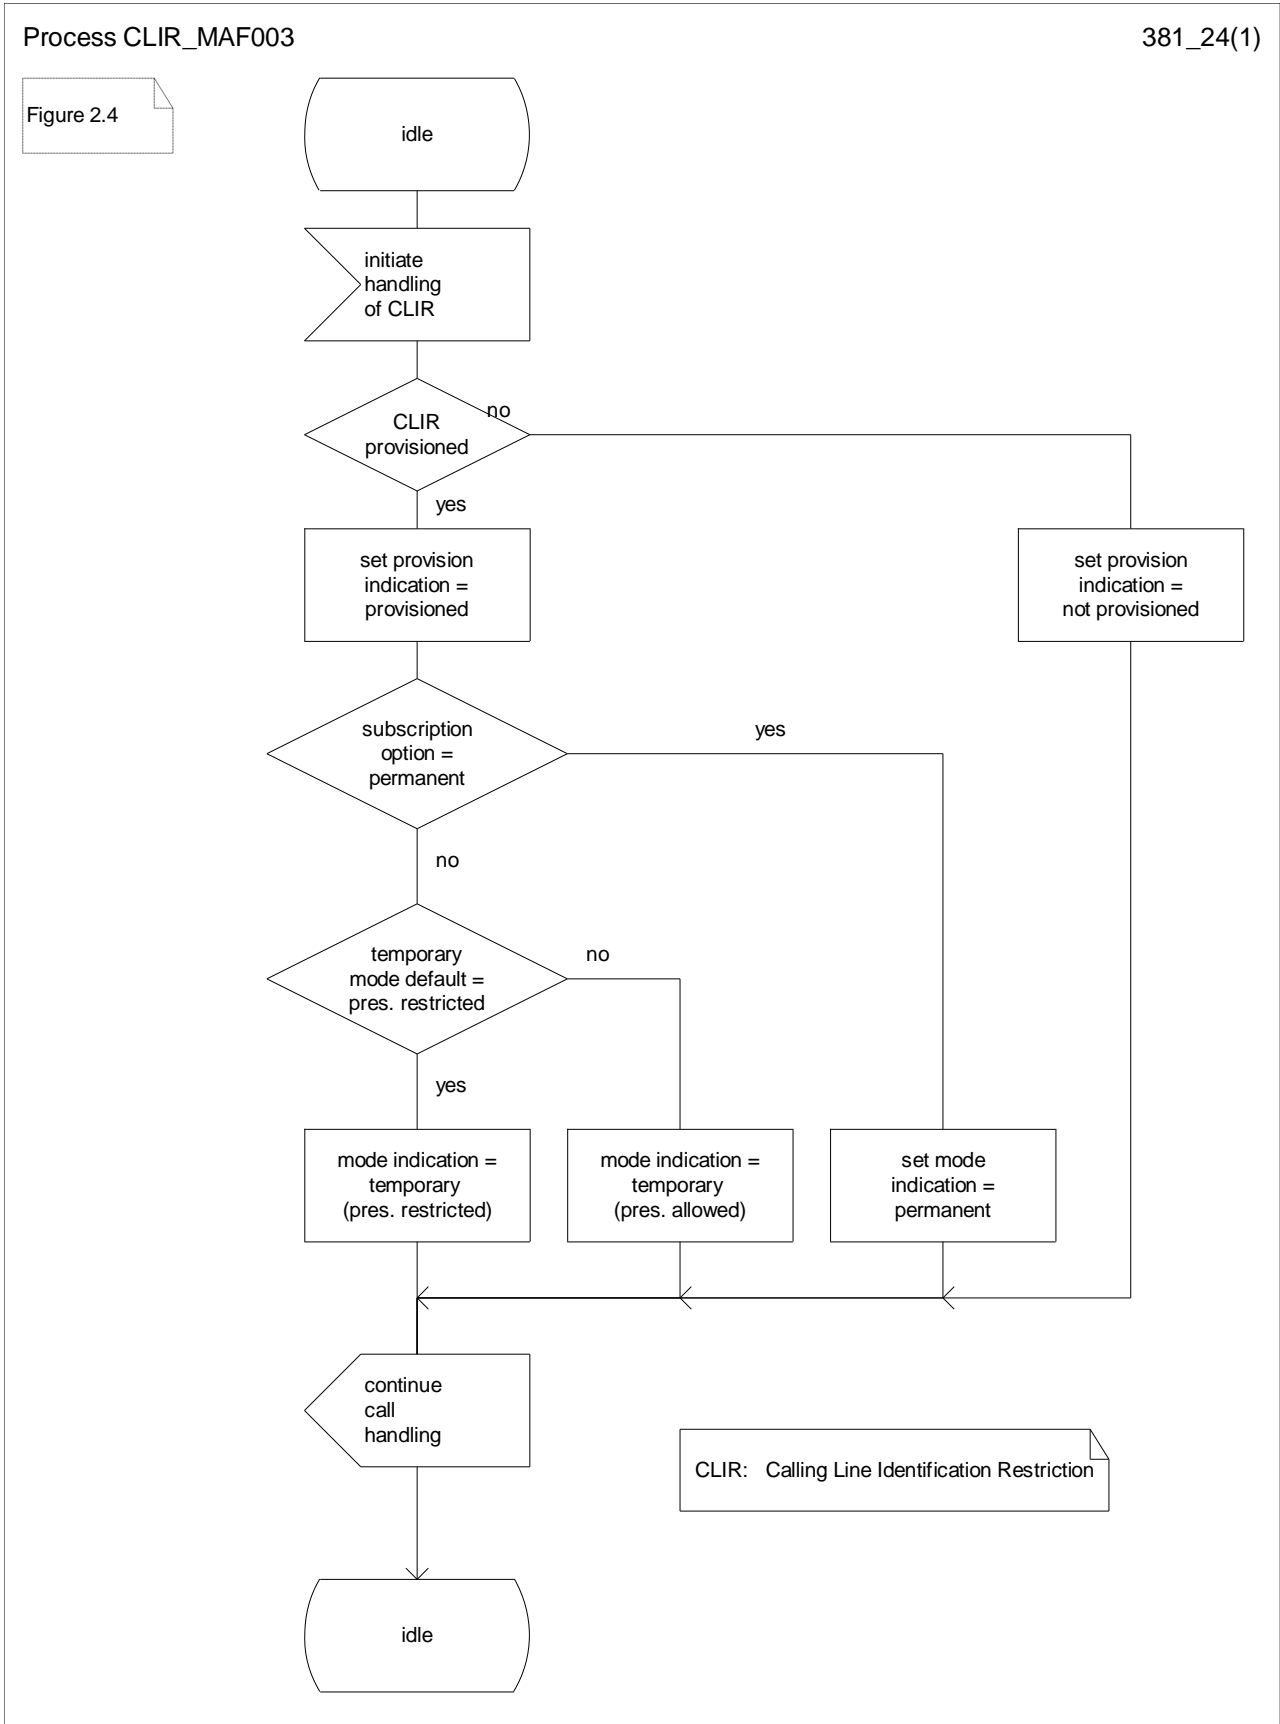 Process CLIR_MAF003
381_24(1)
Figure 2.4
idle
initiate
handling
of CLIR
CLIR
provisioned
no
yes
set provision
indication =
provisioned
set provision
indication =
not provisioned
subscription
option =
permanent
yes
no
temporary
mode default =
pres. restricted
no
yes
mode indication =
temporary
(pres. restricted)
mode indication =
temporary
(pres. allowed)
set mode
indication =
permanent
continue
call
handling
CLIR: Calling Line Identification Restriction
idle